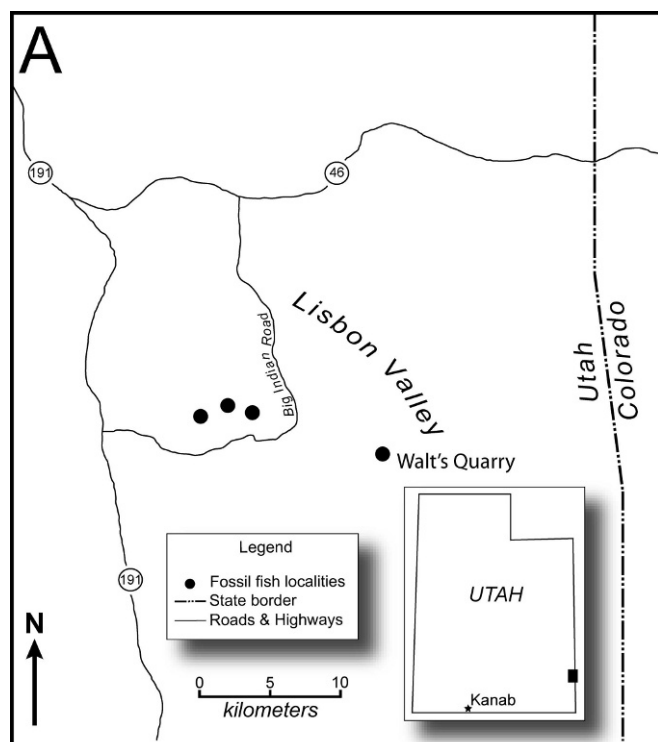 A
191
46
Lisbon Valley
Big Indian Road
Utah
Colorado
Walt's Quarry
Legend
Fossil fish localities
State border
Roads & Highways
191
UTAH
Kanab
N
0 5 10
kilometers